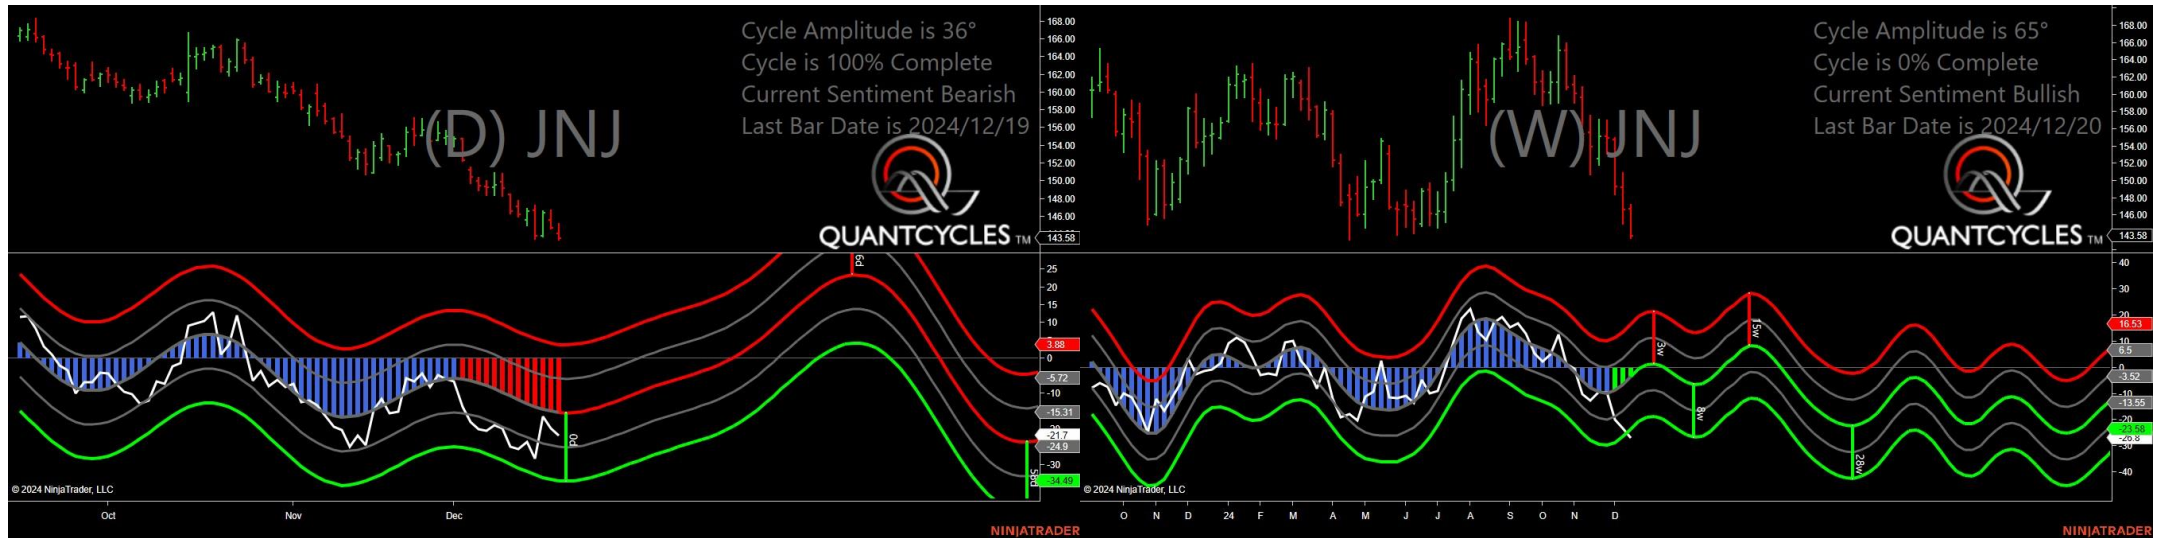 Cycle Amplitude is 36°
Cycle is 100% Complete
Current Sentiment Bearish
Last Bar Date is 2024/12/19
(D) JNJ
QUANTCYCLES TM
168.00
166.00
164.00
162.00
160.00
158.00
156.00
154.00
152.00
150.00
148.00
146.00
143.58
6d
0d
25
20
15
10
3.88
0
-5.72
-10
-15.31
-21.7
-24.9
-30
-34.49
© 2024 NinjaTrader, LLC
Oct
Nov
Dec
NINJATRADER
Cycle Amplitude is 65°
Cycle is 0% Complete
Current Sentiment Bullish
Last Bar Date is 2024/12/20
(W) JNJ
QUANTCYCLES TM
168.00
166.00
164.00
162.00
160.00
158.00
156.00
154.00
152.00
150.00
148.00
146.00
143.58
3w
8w
15w
28w
40
30
20
16.53
6.5
0
-3.52
-10
-13.55
-20
-23.58
-26.8
-30
-40
© 2024 NinjaTrader, LLC
O
N
D
24
F
M
A
M
J
J
A
S
O
N
D
NINJATRADER